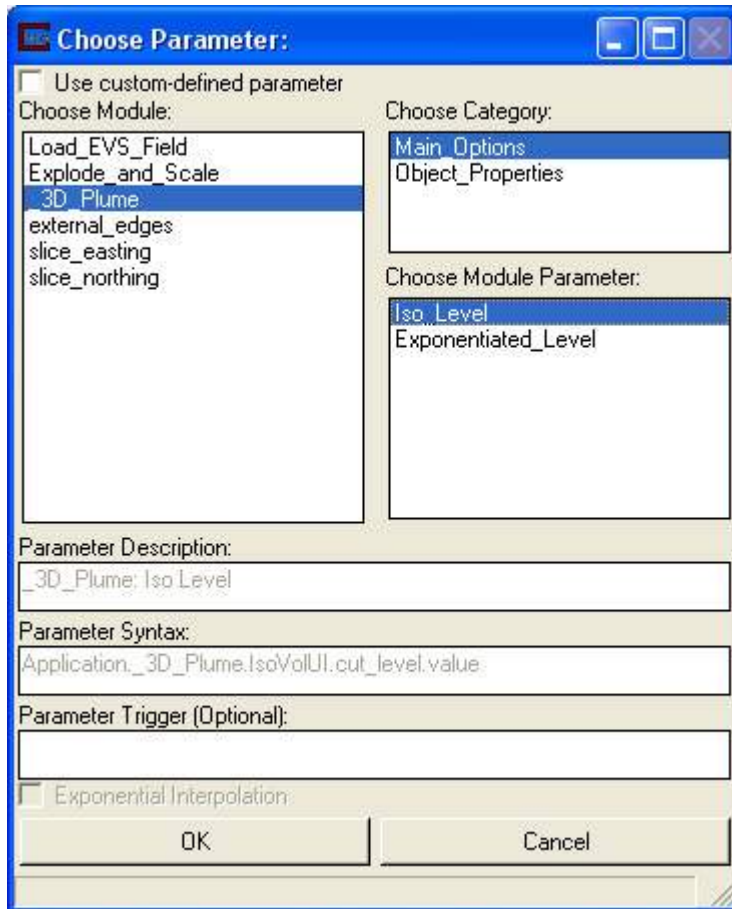 Choose Parameter:
Use custom-defined parameter
Choose Module:
Load_EVS_Field
Explode_and_Scale
_3D_Plume
external_edges
slice_easting
slice_northing
Choose Category:
Main_Options
Object_Properties
Choose Module Parameter:
Iso_Level
Exponentiated_Level
Parameter Description:
_3D_Plume: Iso Level
Parameter Syntax:
Application._3D_Plume.IsoVolUI.cut_level.value
Parameter Trigger (Optional):
Exponential Interpolation
OK
Cancel